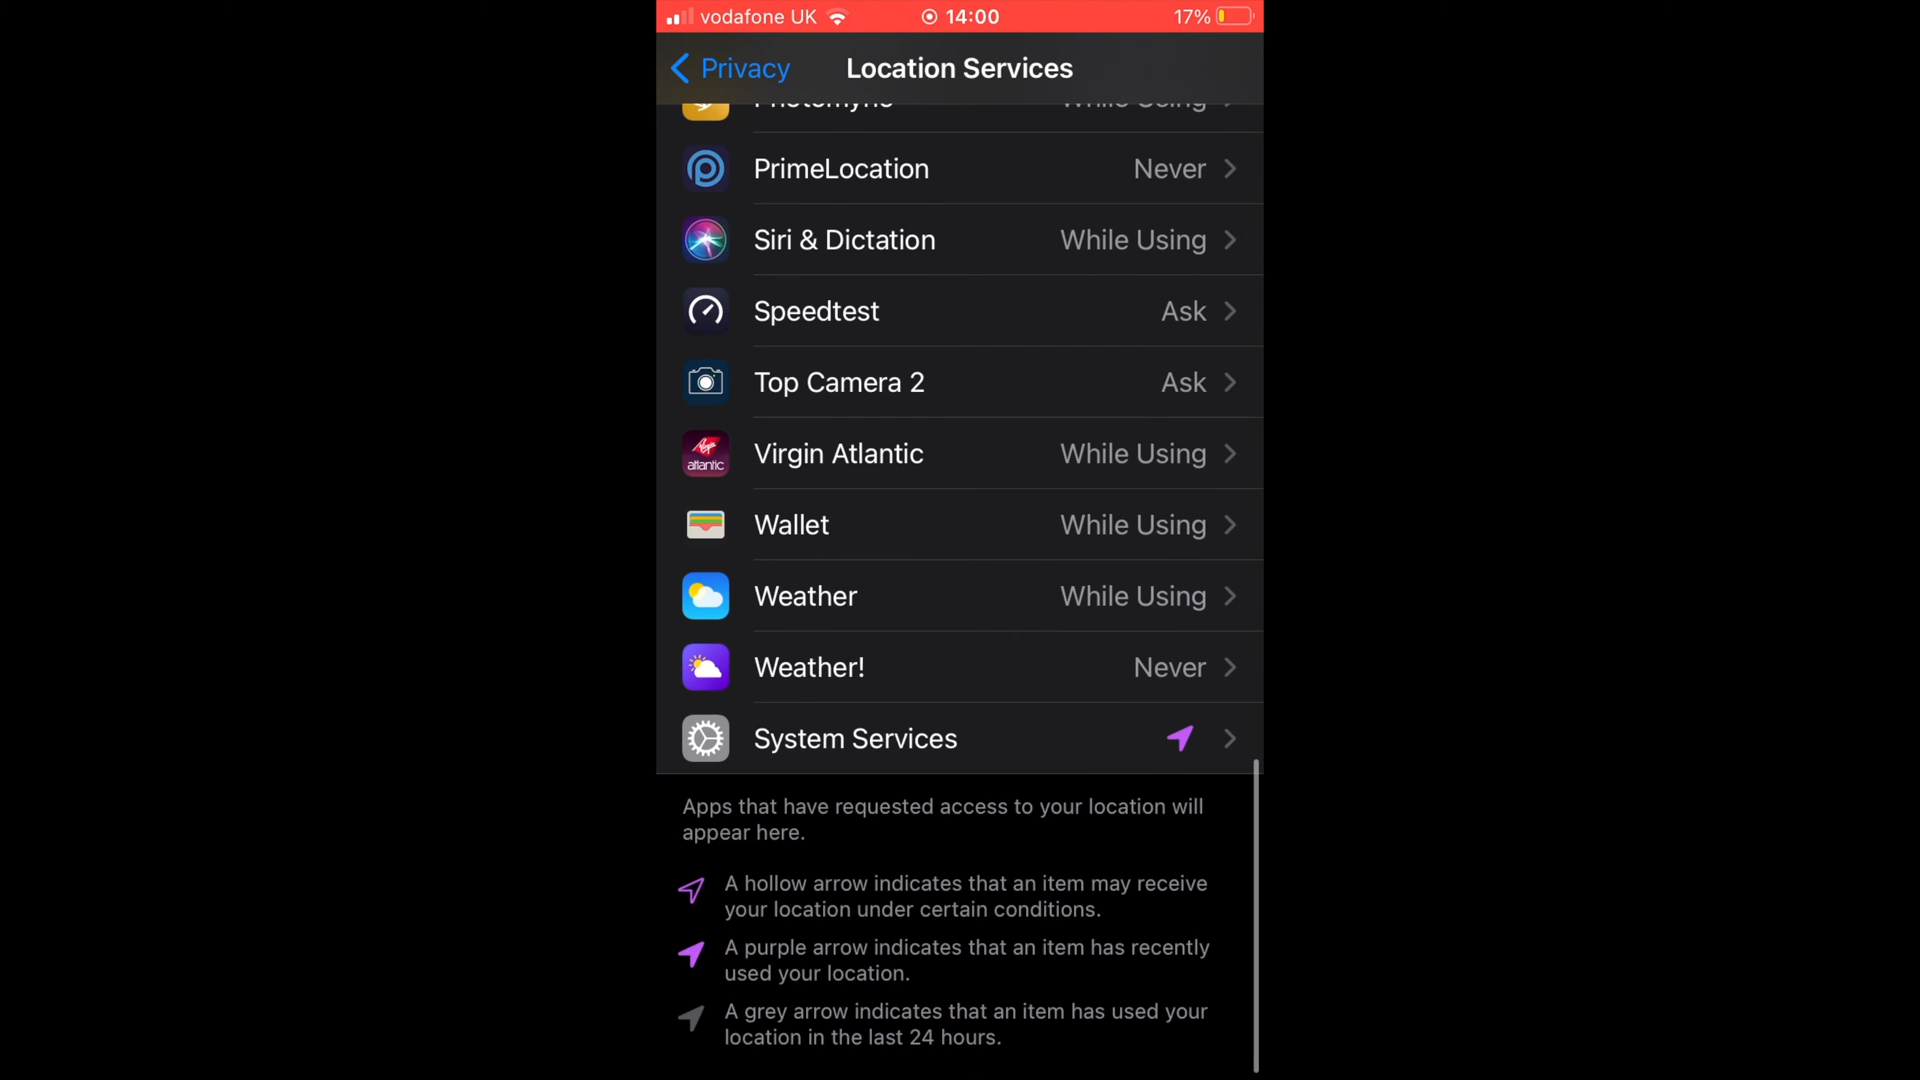 vodafone UK 14:00 17%
Privacy Location Services
Photomyne While Using
PrimeLocation Never
Siri & Dictation While Using
Speedtest Ask
Top Camera 2 Ask
Virgin Atlantic While Using
atlantic
Wallet While Using
Weather While Using
Weather! Never
System Services
Apps that have requested access to your location will
appear here.
A hollow arrow indicates that an item may receive
your location under certain conditions.
A purple arrow indicates that an item has recently
used your location.
A grey arrow indicates that an item has used your
location in the last 24 hours.